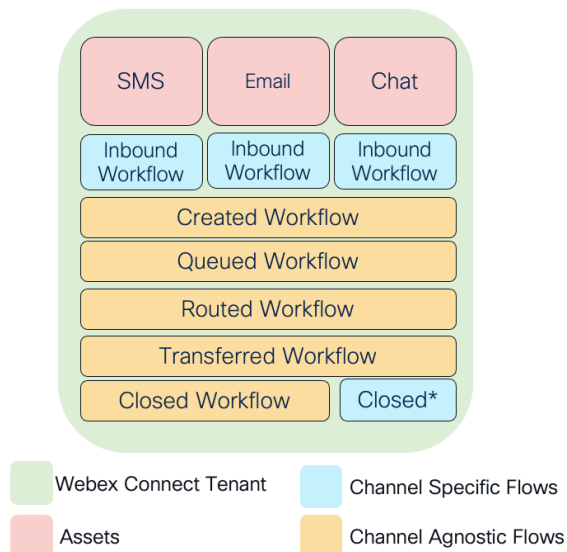 SMS
Email
Chat
Inbound
Workflow
Inbound
Workflow
Inbound
Workflow
Created Workflow
Queued Workflow
Routed Workflow
Transferred Workflow
Closed Workflow
Closed*
Webex Connect Tenant
Channel Specific Flows
Assets
Channel Agnostic Flows